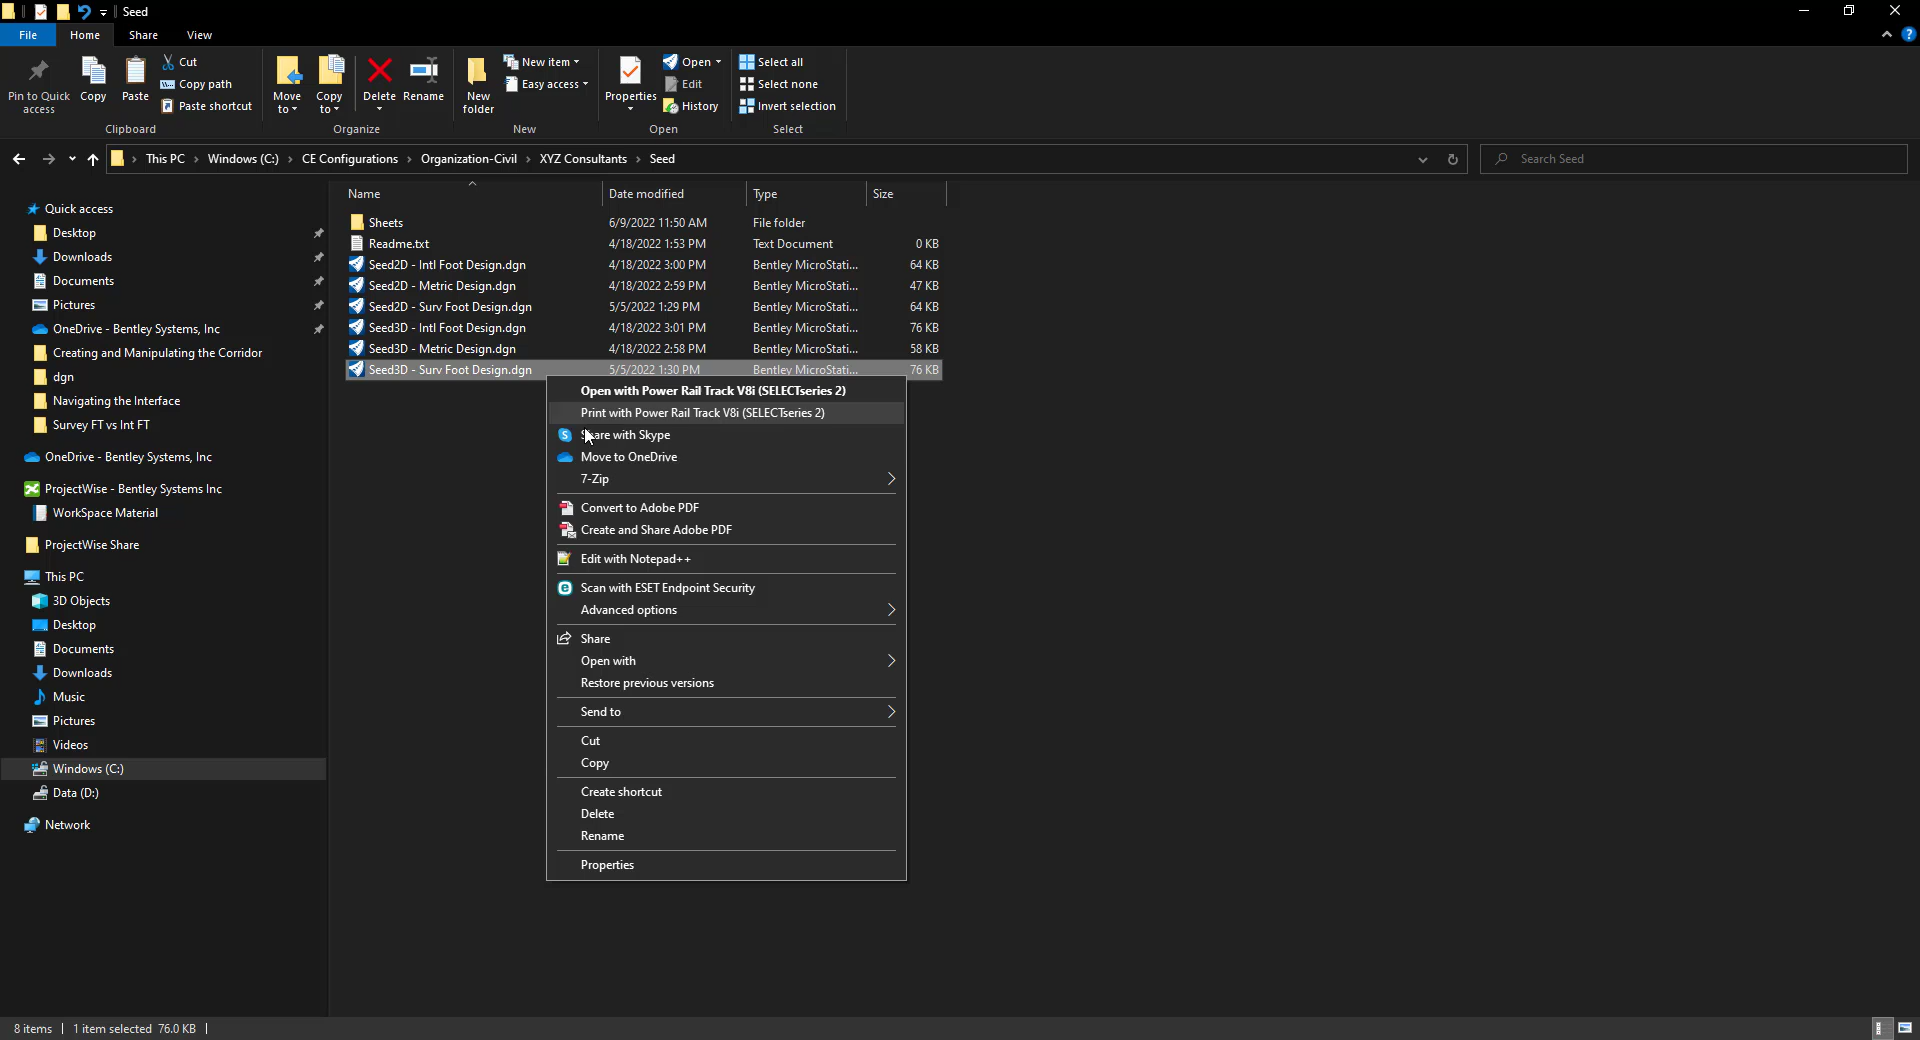 Seed
File Home Share View
Pin to Quick access
Copy
Paste
Cut
Copy path
Paste shortcut
Clipboard
Move to
Copy to
Delete
Rename
Organize
New folder
New item
Easy access
New
Properties
Open
Edit
History
Open
Select all
Select none
Invert selection
Select
This PC > Windows (C:) > CE Configurations > Organization-Civil > XYZ Consultants > Seed
Search Seed
Quick access
Desktop
Downloads
Documents
Pictures
OneDrive - Bentley Systems, Inc
Creating and Manipulating the Corridor
dgn
Navigating the Interface
Survey FT vs Int FT
OneDrive - Bentley Systems, Inc
ProjectWise - Bentley Systems Inc
WorkSpace Material
ProjectWise Share
This PC
3D Objects
Desktop
Documents
Downloads
Music
Pictures
Videos
Windows (C:)
Data (D:)
Network
Name Date modified Type Size
Sheets 6/9/2022 11:50 AM File folder
Readme.txt 4/18/2022 1:53 PM Text Document 0 KB
Seed2D - Intl Foot Design.dgn 4/18/2022 3:00 PM Bentley MicroStati... 64 KB
Seed2D - Metric Design.dgn 4/18/2022 2:59 PM Bentley MicroStati... 47 KB
Seed2D - Surv Foot Design.dgn 5/5/2022 1:29 PM Bentley MicroStati... 64 KB
Seed3D - Intl Foot Design.dgn 4/18/2022 3:01 PM Bentley MicroStati... 76 KB
Seed3D - Metric Design.dgn 4/18/2022 2:58 PM Bentley MicroStati... 58 KB
Seed3D - Surv Foot Design.dgn 5/5/2022 1:30 PM Bentley MicroStati... 76 KB
Open with Power Rail Track V8i (SELECTseries 2)
Print with Power Rail Track V8i (SELECTseries 2)
Share with Skype
Move to OneDrive
7-Zip
Convert to Adobe PDF
Create and Share Adobe PDF
Edit with Notepad++
Scan with ESET Endpoint Security
Advanced options
Share
Open with
Restore previous versions
Send to
Cut
Copy
Create shortcut
Delete
Rename
Properties
8 items 1 item selected 76.0 KB